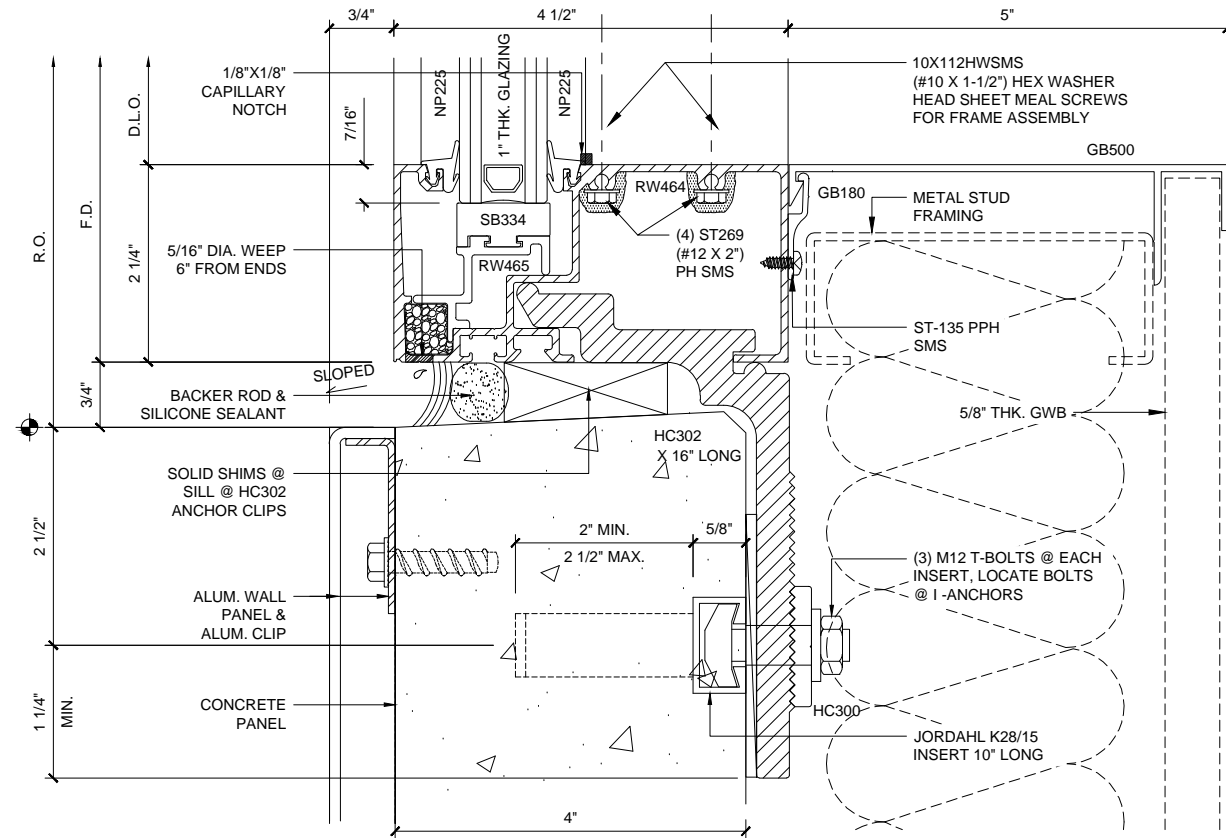 3/4"
4 1/2"
5"
R.O.
F.D.
D.L.O.
2 1/4"
3/4"
2 1/2"
1 1/4"
MIN.
7/16"
1/8"X1/8"
CAPILLARY
NOTCH
NP225
1" THK. GLAZING
NP225
10X112HWSMS
(#10 X 1-1/2") HEX WASHER
HEAD SHEET MEAL SCREWS
FOR FRAME ASSEMBLY
GB500
RW464
GB180
METAL STUD
FRAMING
SB334
(4) ST269
(#12 X 2")
PH SMS
5/16" DIA. WEEP
6" FROM ENDS
RW465
ST-135 PPH
SMS
SLOPED
BACKER ROD &
SILICONE SEALANT
5/8" THK. GWB
HC302
X 16" LONG
SOLID SHIMS @
SILL @ HC302
ANCHOR CLIPS
2" MIN.
2 1/2" MAX.
5/8"
(3) M12 T-BOLTS @ EACH
INSERT, LOCATE BOLTS
@ I -ANCHORS
ALUM. WALL
PANEL &
ALUM. CLIP
CONCRETE
PANEL
HC300
JORDAHL K28/15
INSERT 10" LONG
4"